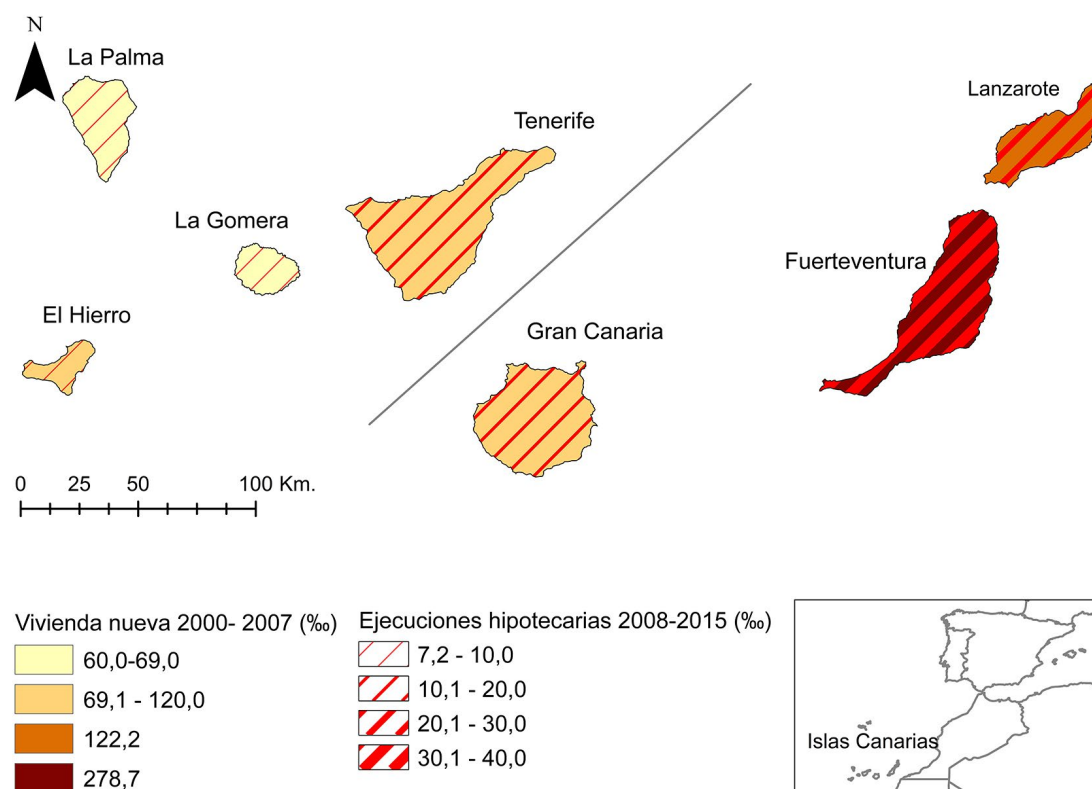 N
La Palma
Lanzarote
Tenerife
La Gomera
Fuerteventura
El Hierro
Gran Canaria
0 25 50 100 Km.
Vivienda nueva 2000- 2007 (‰)
60,0-69,0
69,1 - 120,0
122,2
278,7
Ejecuciones hipotecarias 2008-2015 (‰)
7,2 - 10,0
10,1 - 20,0
20,1 - 30,0
30,1 - 40,0
Islas Canarias